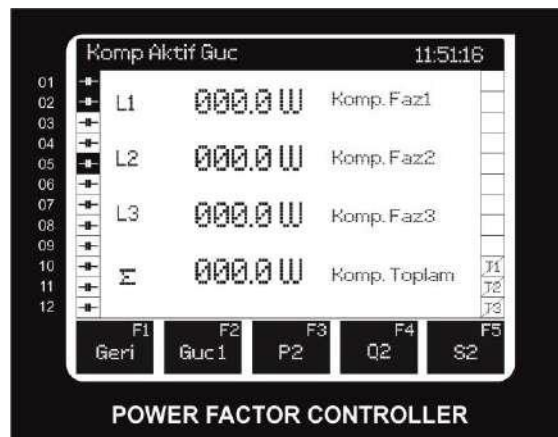 Komp Aktif Guc 11:51:16
01
02
03
04
05
06
07
08
09
10
11
12
L1 000.0 W Komp. Faz1
L2 000.0 W Komp. Faz2
L3 000.0 W Komp. Faz3
Σ 000.0 W Komp. Toplam
T1
T2
T3
F1 F2 F3 F4 F5
Geri Guc1 P2 Q2 S2
POWER FACTOR CONTROLLER